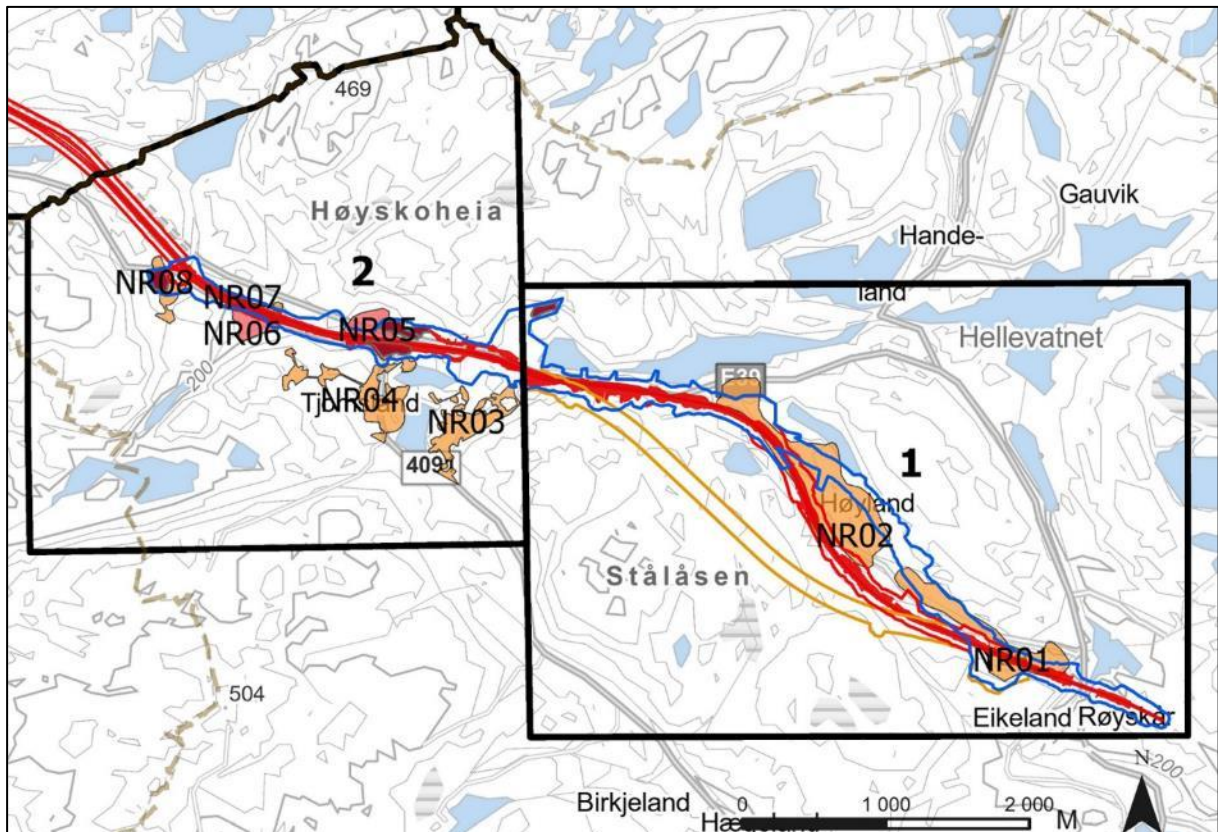 469
Høyskoheia
Gauvik
Hande-
land
2
NR08
NR07
NR06
NR05
Hellevatnet
E39
200
NR04
NR03
409
1
Høyland
NR02
Stålåsen
504
NR01
Eikeland Røyskår
N
200
Birkjeland
0
1 000
2 000
M